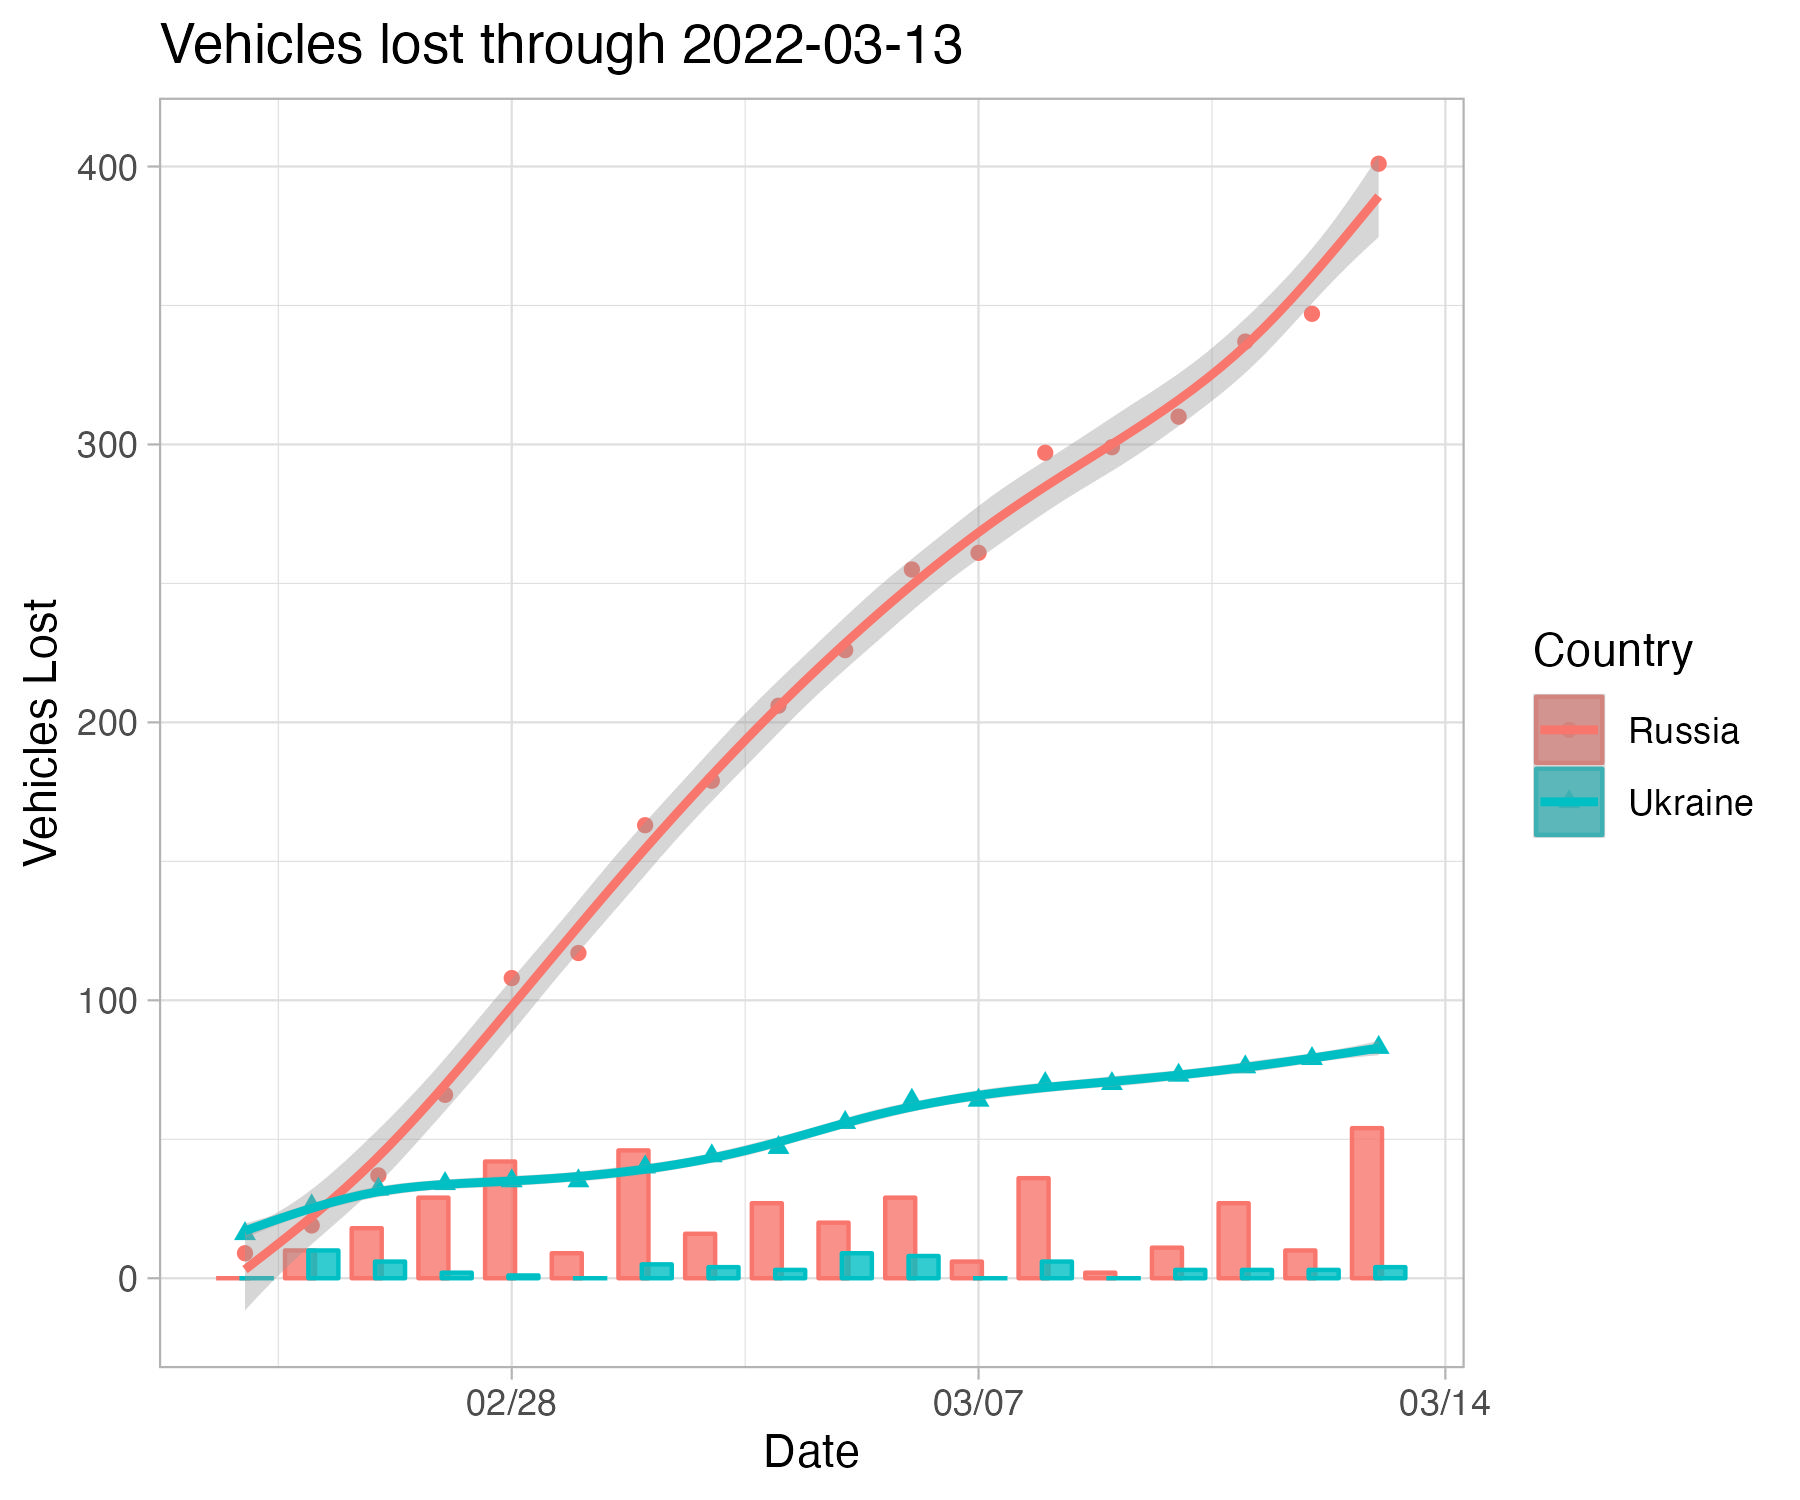 Vehicles lost through 2022-03-13
Vehicles Lost
400
300
200
100
0
02/28
03/07
03/14
Date
Country
Russia
Ukraine